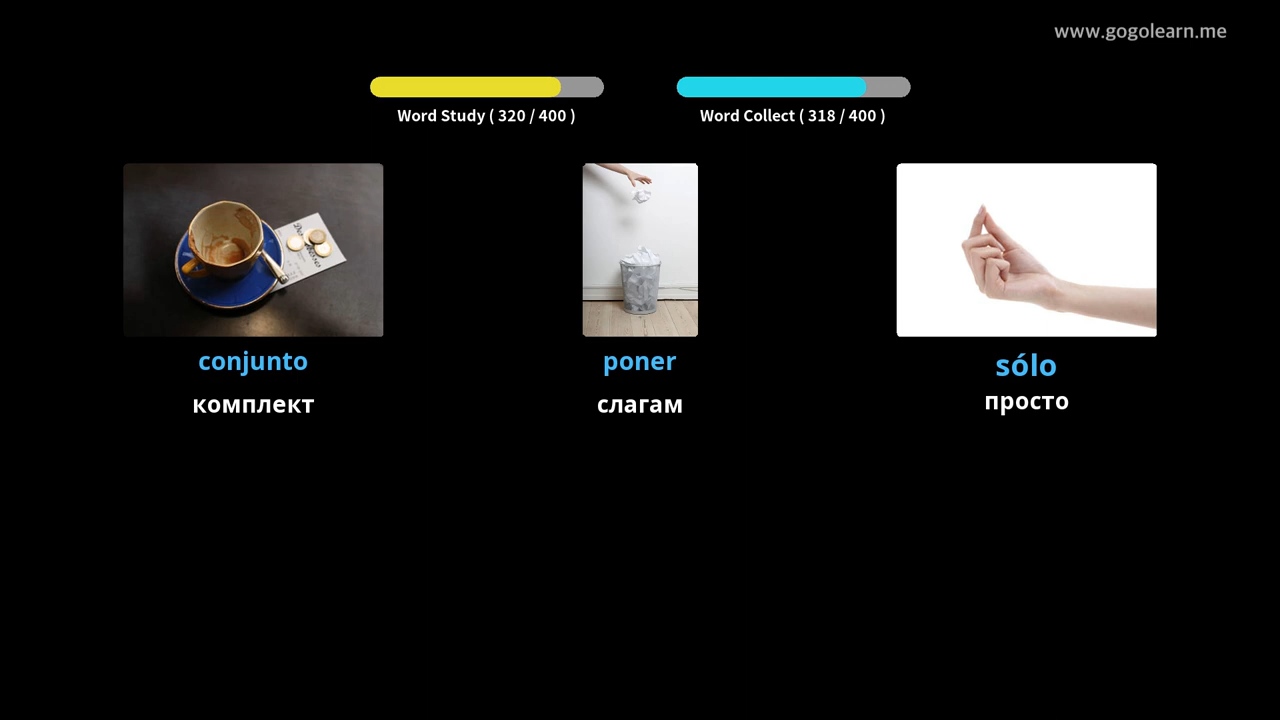 www.gogolearn.me
Word Study ( 320 / 400 )
Word Collect ( 318 / 400 )
conjunto
комплект
poner
слагам
sólo
просто